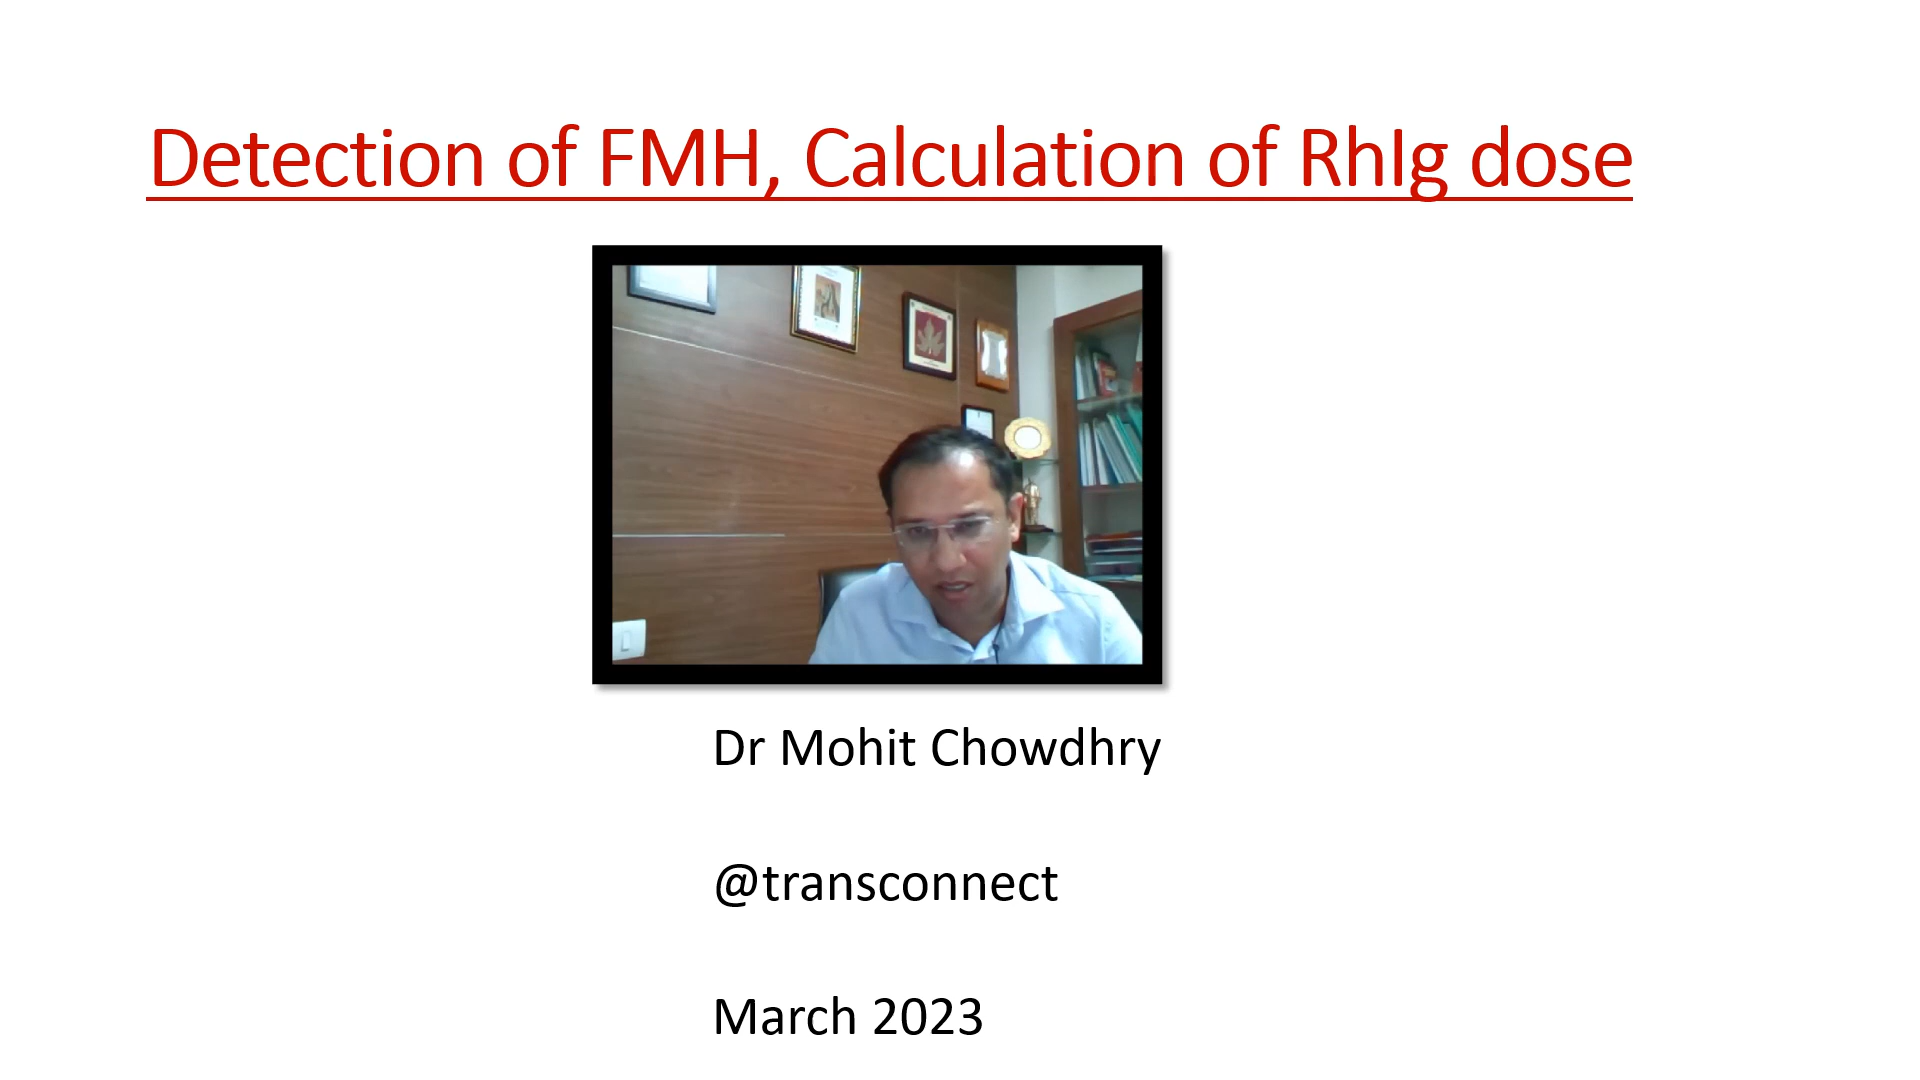 Detection of FMH, Calculation of RhIg dose
Dr Mohit Chowdhry
@transconnect
March 2023